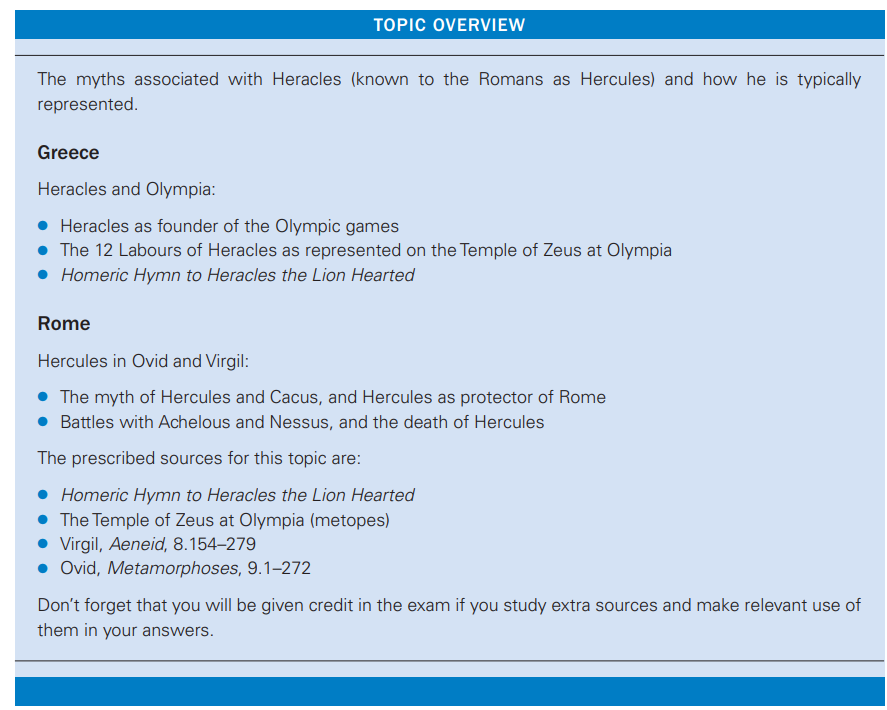 TOPIC OVERVIEW
The myths associated with Heracles (known to the Romans as Hercules) and how he is typically
represented.
Greece
Heracles and Olympia:
● Heracles as founder of the Olympic games
● The 12 Labours of Heracles as represented on the Temple of Zeus at Olympia
● Homeric Hymn to Heracles the Lion Hearted
Rome
Hercules in Ovid and Virgil:
● The myth of Hercules and Cacus, and Hercules as protector of Rome
● Battles with Achelous and Nessus, and the death of Hercules
The prescribed sources for this topic are:
● Homeric Hymn to Heracles the Lion Hearted
● The Temple of Zeus at Olympia (metopes)
● Virgil, Aeneid, 8.154–279
● Ovid, Metamorphoses, 9.1–272
Don’t forget that you will be given credit in the exam if you study extra sources and make relevant use of
them in your answers.